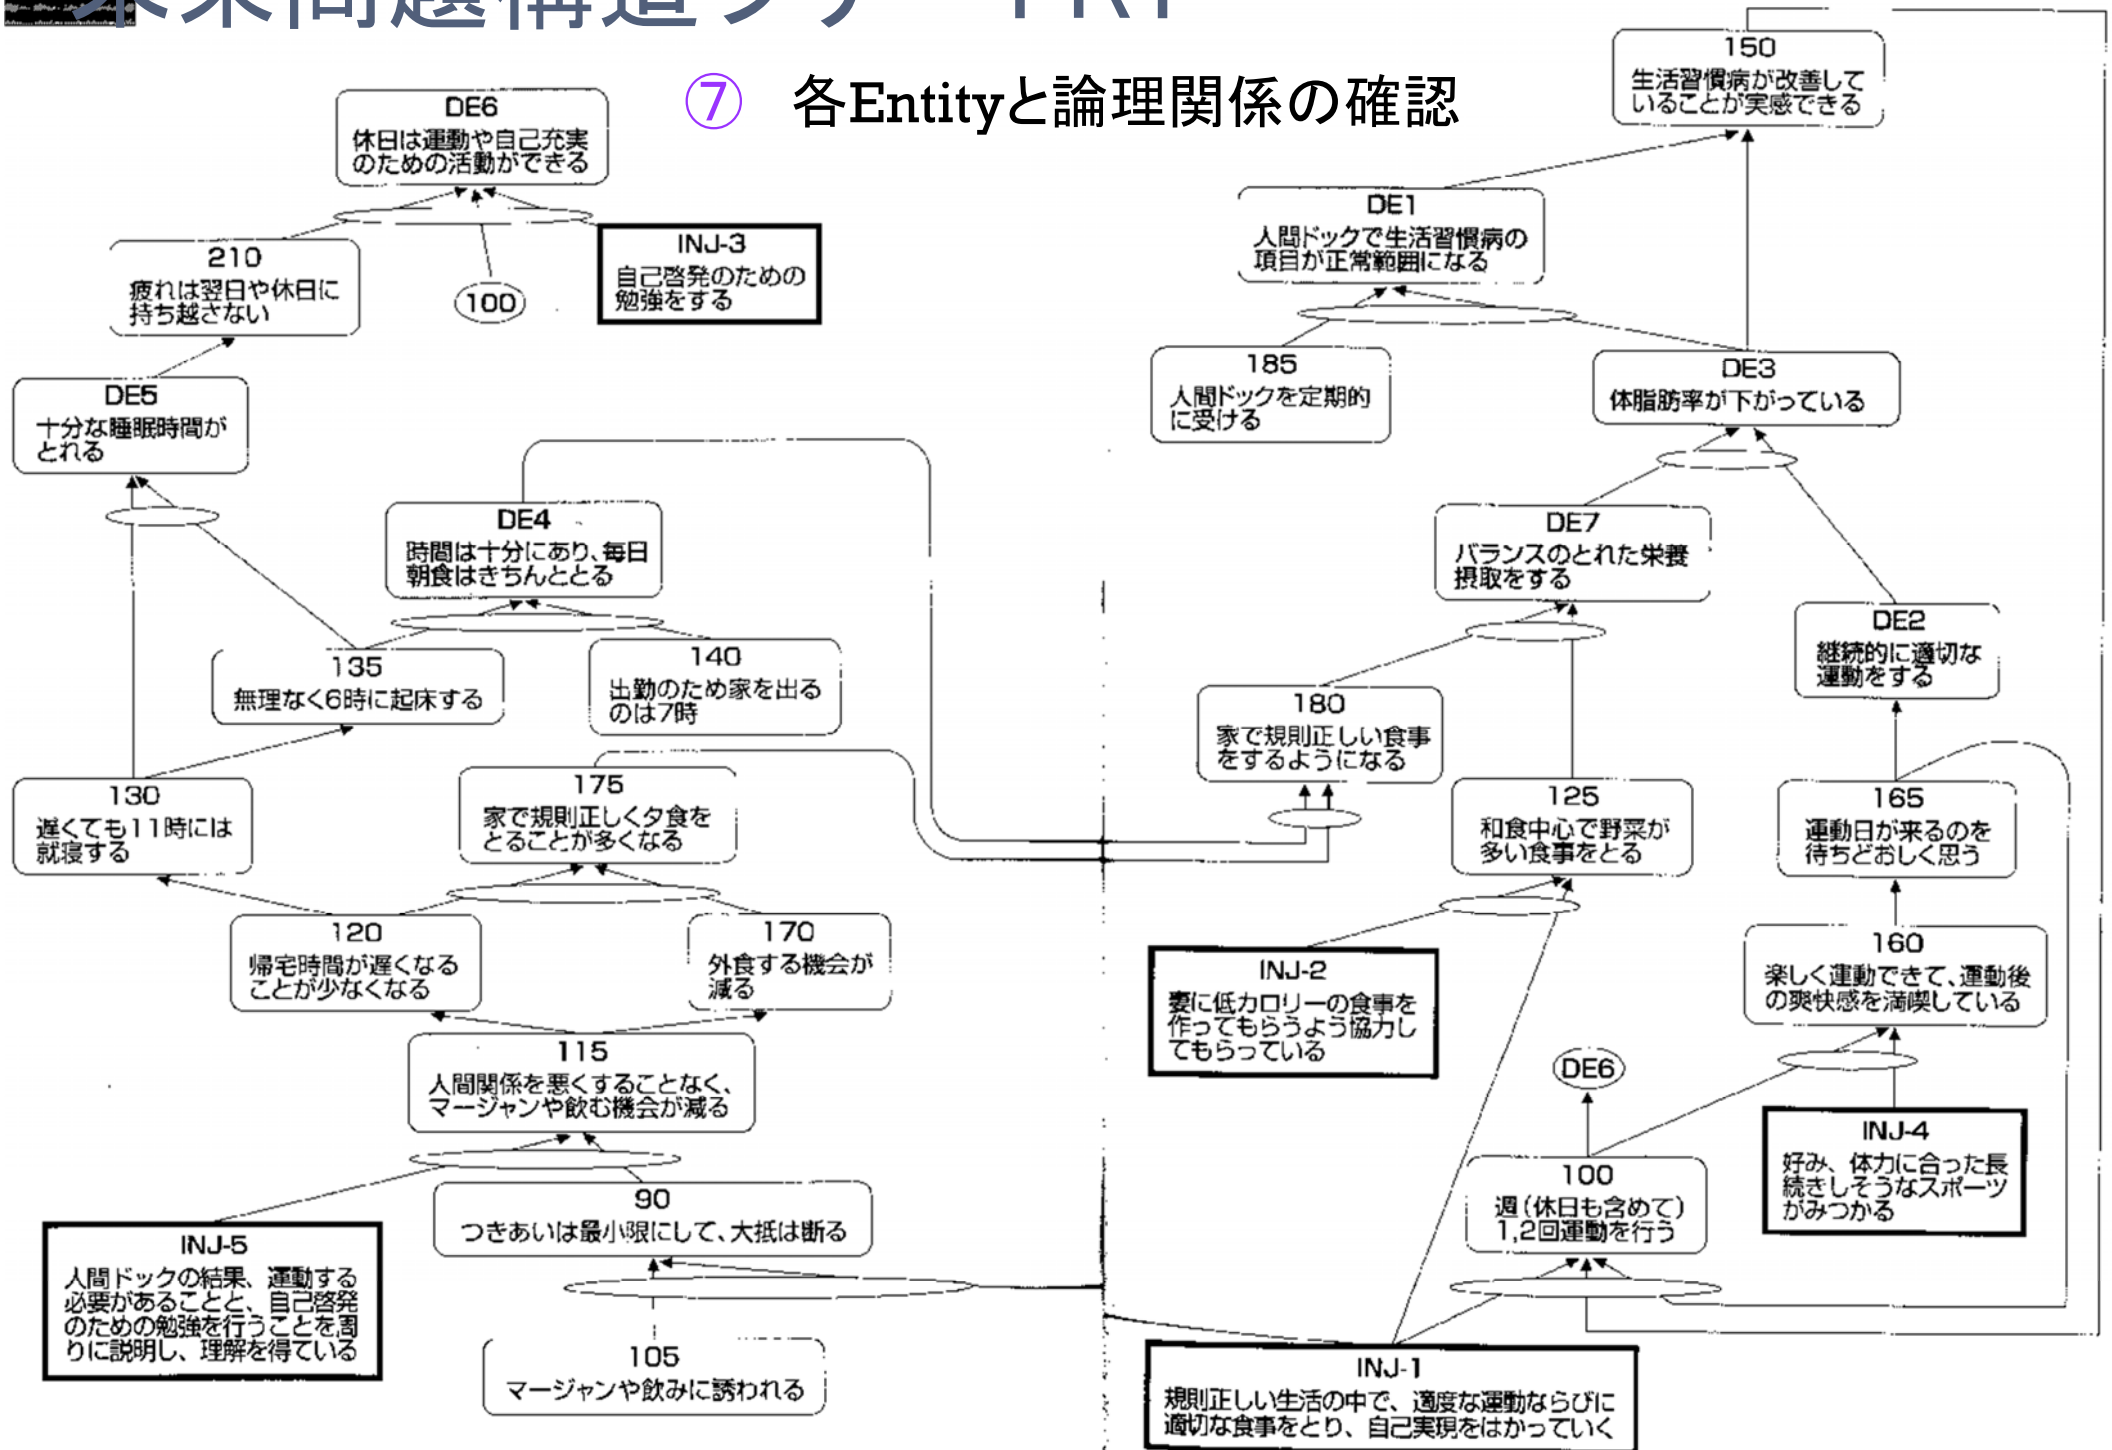 未来問題構造ツリーFRT
⑦ 各Entityと論理関係の確認
DE6
休日は運動や自己充実
のための活動ができる
210
疲れは翌日や休日に
持ち越さない
100
INJ-3
自己啓発のための
勉強をする
DE5
十分な睡眠時間が
とれる
DE4
時間は十分にあり、毎日
朝食はきちんととる
135
無理なく6時に起床する
140
出勤のため家を出る
のは7時
130
遅くても11時には
就寝する
175
家で規則正しく夕食を
とることが多くなる
120
帰宅時間が遅くなる
ことが少なくなる
170
外食する機会が
減る
115
人間関係を悪くすることなく、
マージャンや飲む機会が減る
90
つきあいは最小限にして、大抵は断る
INJ-5
人間ドックの結果、運動する
必要があることと、自己啓発
のための勉強を行うことを周
りに説明し、理解を得ている
105
マージャンや飲みに誘われる
150
生活習慣病が改善して
いることが実感できる
DE1
人間ドックで生活習慣病の
項目が正常範囲になる
185
人間ドックを定期的
に受ける
DE3
体脂肪率が下がっている
DE7
バランスのとれた栄養
摂取をする
DE2
継続的に適切な
運動をする
180
家で規則正しい食事
をするようになる
125
和食中心で野菜が
多い食事をとる
165
運動日が来るのを
待ちどおしく思う
INJ-2
妻に低カロリーの食事を
作ってもらうよう協力し
てもらっている
160
楽しく運動できて、運動後
の爽快感を満喫している
DE6
100
週(休日も含めて)
1,2回運動を行う
INJ-4
好み、体力に合った長
続きしそうなスポーツ
がみつかる
INJ-1
規則正しい生活の中で、適度な運動ならびに
適切な食事をとり、自己実現をはかっていく